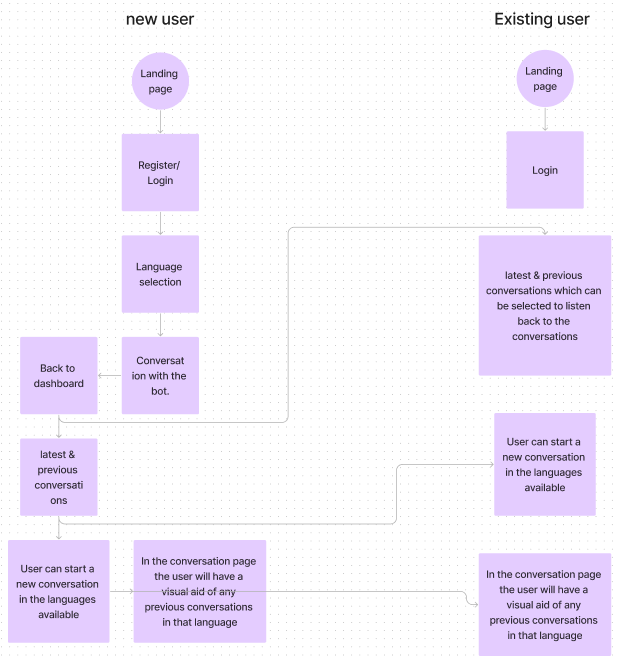 new user
Existing user
Landing
page
Landing
page
Register/
Login
Login
Language
selection
latest & previous
conversations which can
be selected to listen
back to the
conversations
Back to
dashboard
Conversat
ion with the
bot.
latest &
previous
conversati
ons
User can start a
new conversation
in the languages
available
User can start a
new conversation
in the languages
available
In the conversation page
the user will have a
visual aid of any
previous conversations
in that language
In the conversation page
the user will have a
visual aid of any
previous conversations
in that language